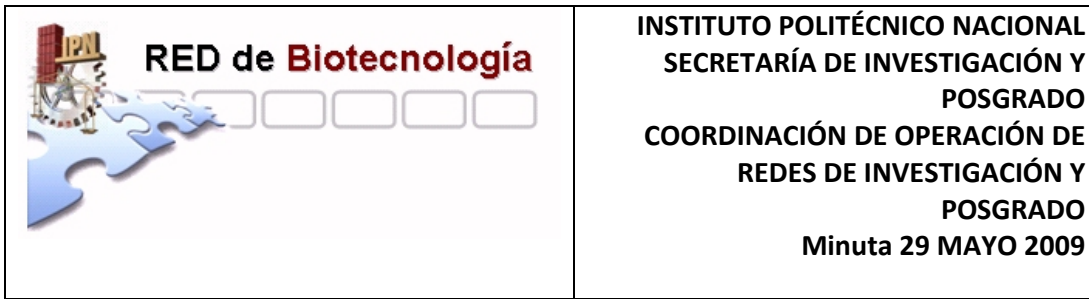 IPN
RED de Biotecnología
INSTITUTO POLITÉCNICO NACIONAL
SECRETARÍA DE INVESTIGACIÓN Y
POSGRADO
COORDINACIÓN DE OPERACIÓN DE
REDES DE INVESTIGACIÓN Y
POSGRADO
Minuta 29 MAYO 2009